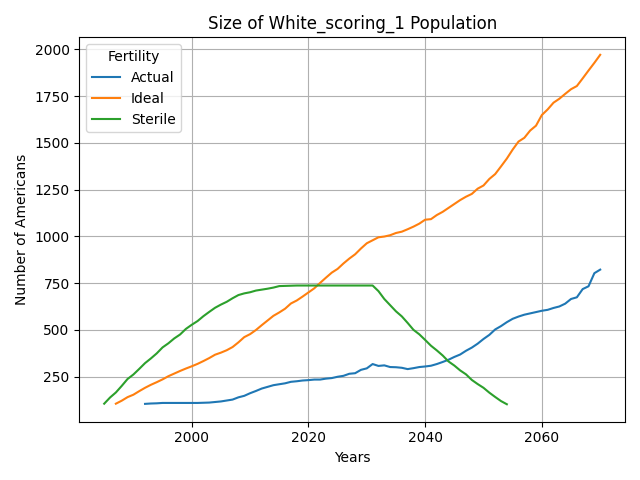 Size of White_scoring_1 Population
Fertility
Actual
Ideal
Sterile
2000
1750
1500
1250
1000
750
500
250
Number of Americans
2000 2020 2040 2060
Years